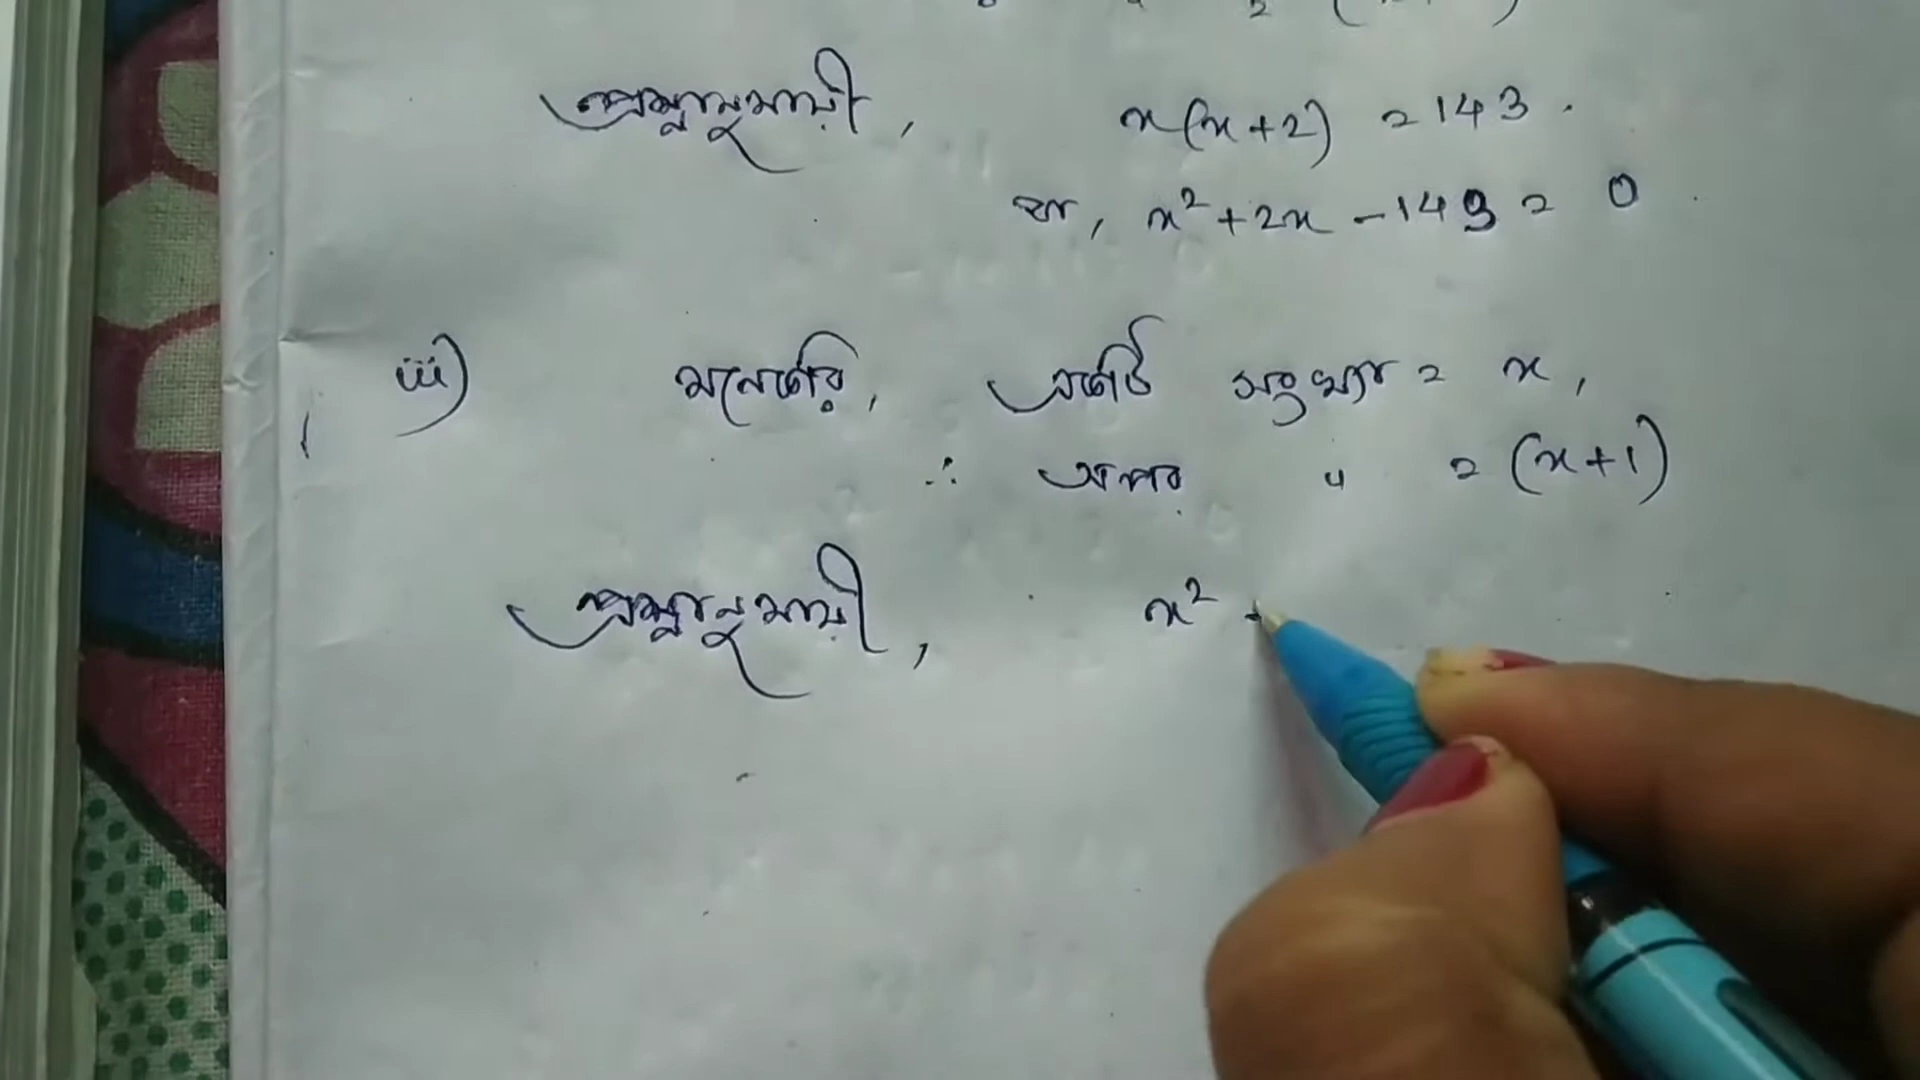 প্রশ্নানুযায়ী, x(x+2) = 143.
বা, x²+2x - 143 = 0.
iii) মনেকরি, একটি সংখ্যা = x,
∴ অপর " = (x+1)
প্রশ্নানুযায়ী, x² +